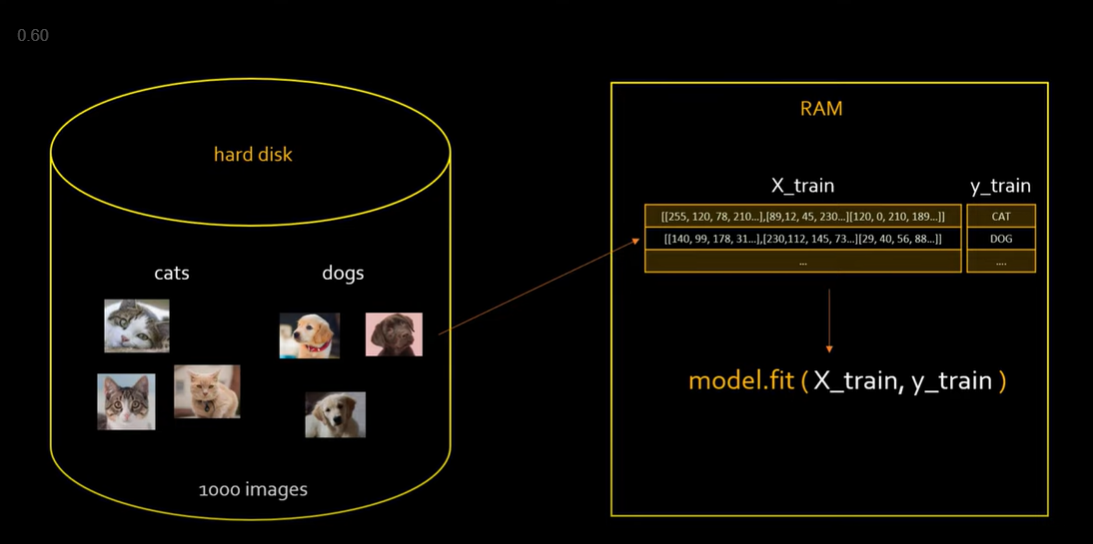 0.60
hard disk
cats dogs
1000 images
RAM
X_train y_train
[[255, 120, 78, 210...],[89,12, 45, 230...][120, 0, 210, 189...]] CAT
[[140, 99, 178, 31...],[230,112, 145, 73...][29, 40, 56, 88...]] DOG
... ....
model.fit ( X_train, y_train )